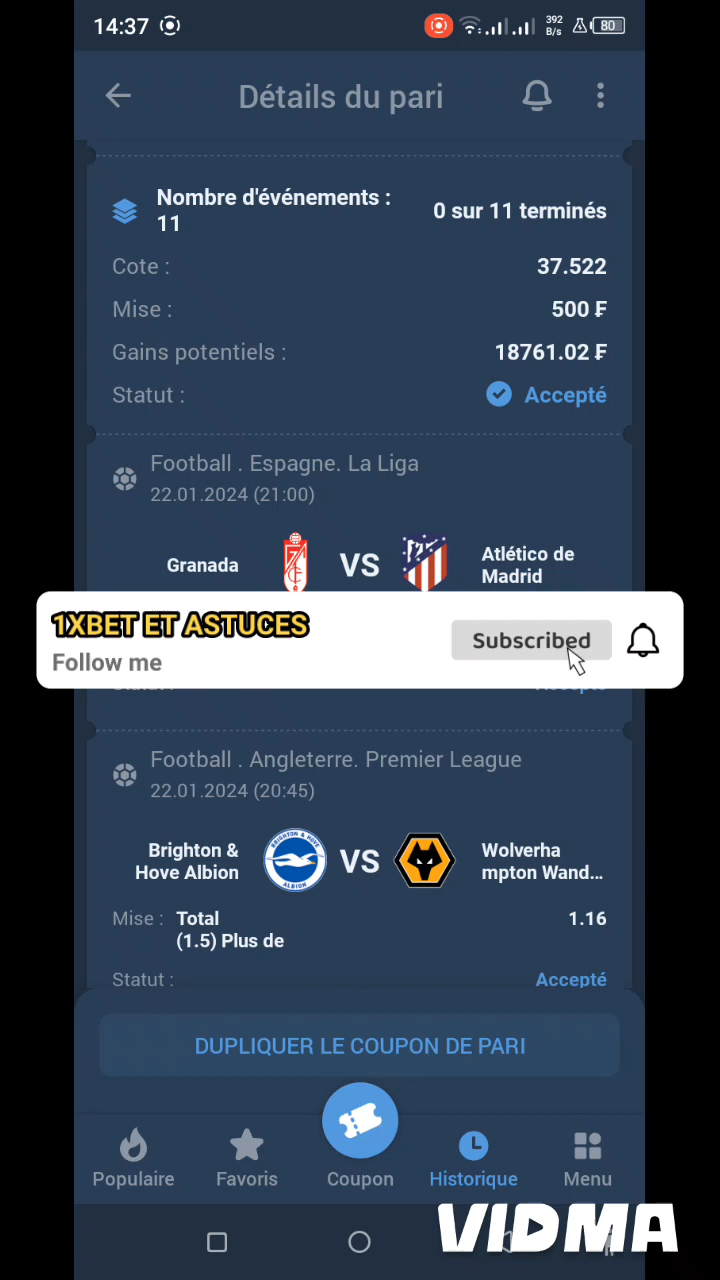 14:37
392
B/s
80
Détails du pari
Nombre d'événements :
11
0 sur 11 terminés
Cote :
37.522
Mise :
500 ₣
Gains potentiels :
18761.02 ₣
Statut :
Accepté
Football . Espagne. La Liga
22.01.2024 (21:00)
Granada
VS
Atlético de
Madrid
1XBET ET ASTUCES
Follow me
Subscribed
Football . Angleterre. Premier League
22.01.2024 (20:45)
Brighton &
Hove Albion
BRIGHTON & HOVE
ALBION
VS
Wolverha
mpton Wand...
Mise :
Total
(1.5) Plus de
1.16
Statut :
Accepté
DUPLIQUER LE COUPON DE PARI
Populaire
Favoris
Coupon
Historique
Menu
VIDMA